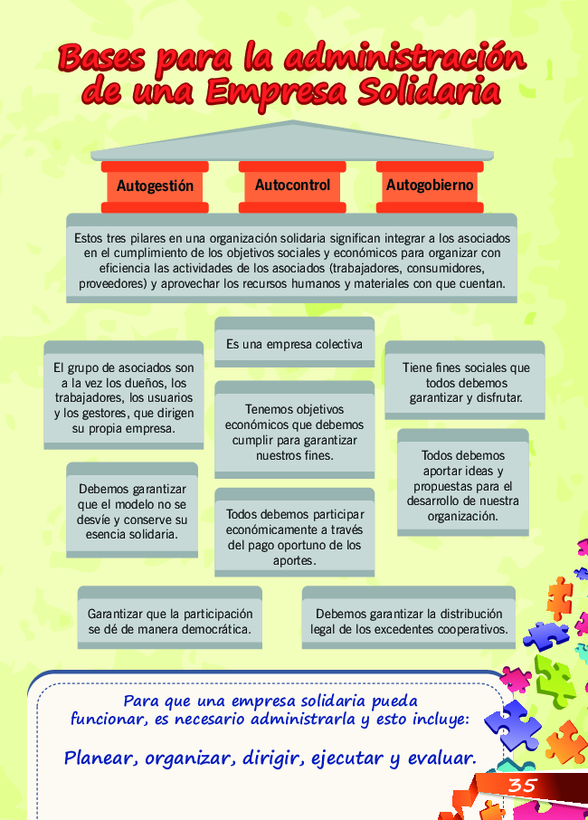 Bases para la administración
de una Empresa Solidaria
Autogestión
Autocontrol
Autogobierno
Estos tres pilares en una organización solidaria significan integrar a los asociados
en el cumplimiento de los objetivos sociales y económicos para organizar con
eficiencia las actividades de los asociados (trabajadores, consumidores,
proveedores) y aprovechar los recursos humanos y materiales con que cuentan.
Es una empresa colectiva
El grupo de asociados son
a la vez los dueños, los
trabajadores, los usuarios
y los gestores, que dirigen
su propia empresa.
Tiene fines sociales que
todos debemos
garantizar y disfrutar.
Tenemos objetivos
económicos que debemos
cumplir para garantizar
nuestros fines.
Todos debemos
aportar ideas y
propuestas para el
desarrollo de nuestra
organización.
Debemos garantizar
que el modelo no se
desvíe y conserve su
esencia solidaria.
Todos debemos participar
económicamente a través
del pago oportuno de los
aportes.
Garantizar que la participación
se dé de manera democrática.
Debemos garantizar la distribución
legal de los excedentes cooperativos.
Para que una empresa solidaria pueda
funcionar, es necesario administrarla y esto incluye:
Planear, organizar, dirigir, ejecutar y evaluar.
35